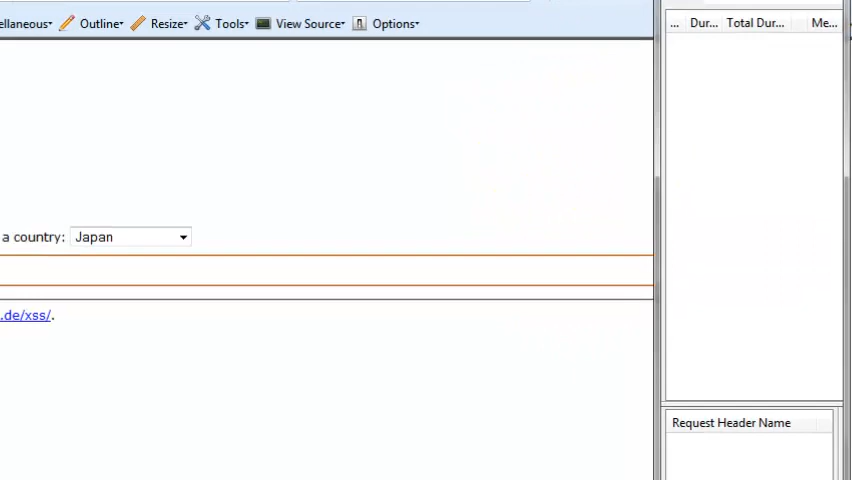 ellaneous Outline Resize Tools View Source Options
... Dur... Total Dur... Me...
a country: Japan
.de/xss/.
Request Header Name